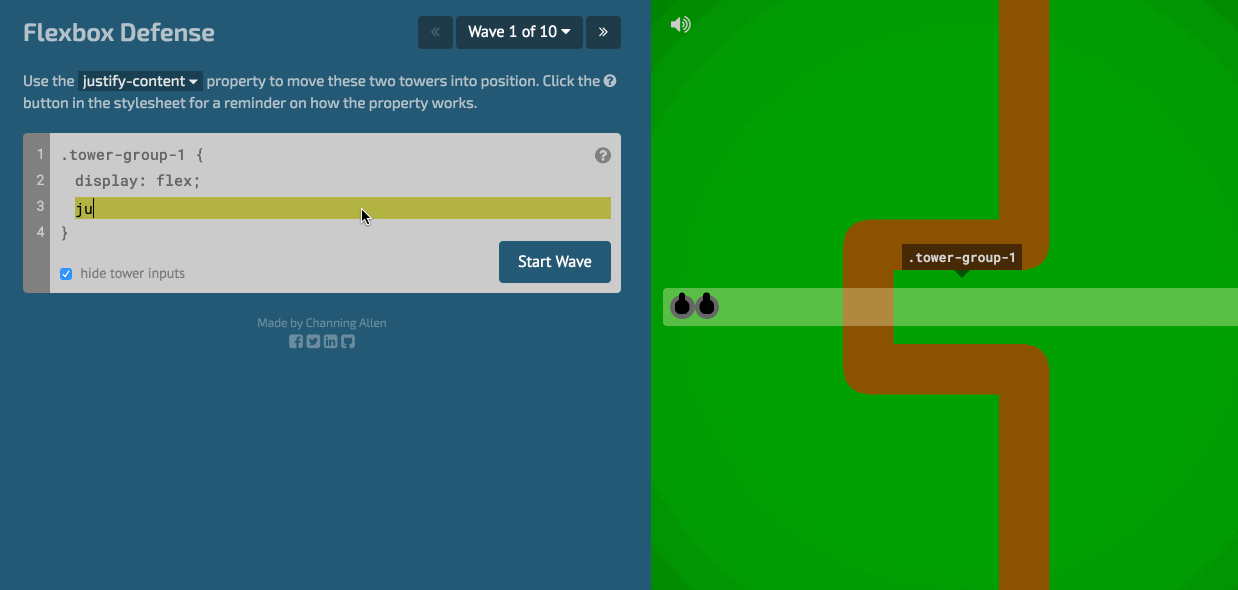 Flexbox Defense
« Wave 1 of 10 »
Use the justify-content property to move these two towers into position. Click the ?
button in the stylesheet for a reminder on how the property works.
1 .tower-group-1 { ?
2 display: flex;
3 ju
4 }
hide tower inputs
Start Wave
Made by Channing Allen
.tower-group-1